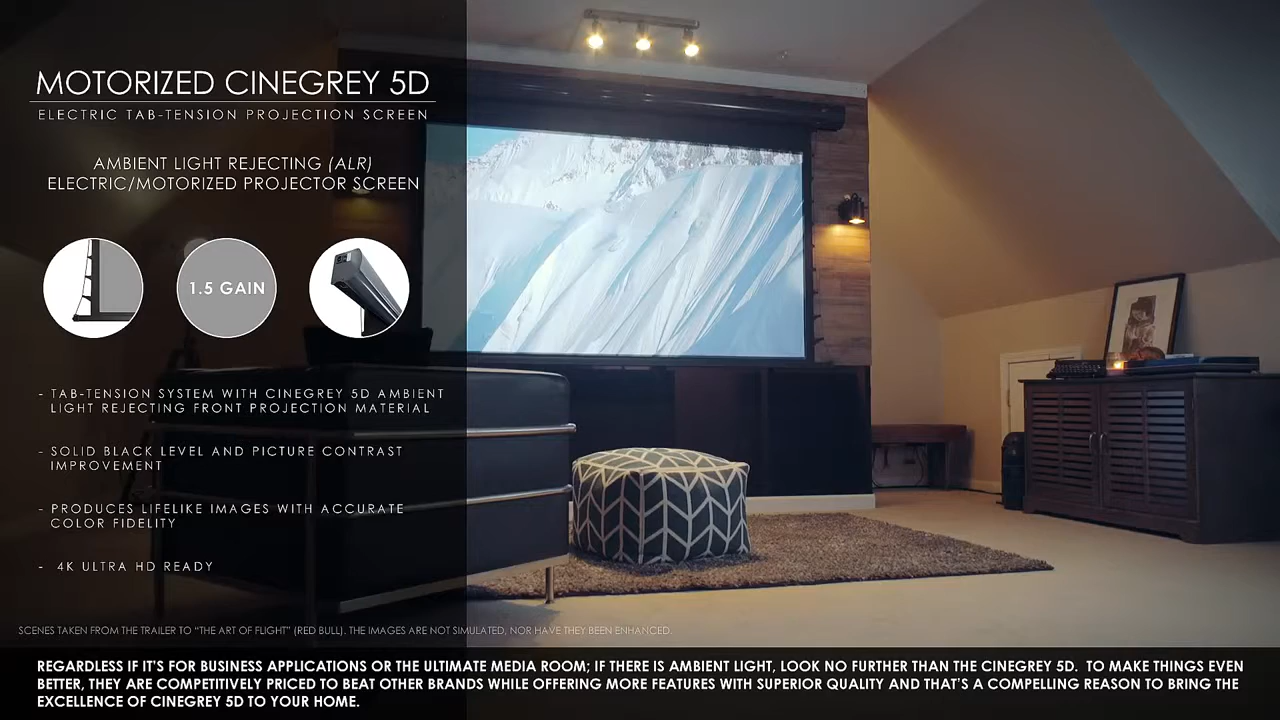 MOTORIZED CINEGREY 5D
ELECTRIC TAB-TENSION PROJECTION SCREEN
AMBIENT LIGHT REJECTING (ALR)
ELECTRIC/MOTORIZED PROJECTOR SCREEN
1.5 GAIN
- TAB-TENSION SYSTEM WITH CINEGREY 5D AMBIENT
LIGHT REJECTING FRONT PROJECTION MATERIAL
- SOLID BLACK LEVEL AND PICTURE CONTRAST
IMPROVEMENT
- PRODUCES LIFELIKE IMAGES WITH ACCURATE
COLOR FIDELITY
- 4K ULTRA HD READY
SCENES TAKEN FROM THE TRAILER TO "THE ART OF FLIGHT" (RED BULL). THE IMAGES ARE NOT SIMULATED, NOR HAVE THEY BEEN ENHANCED.
REGARDLESS IF IT'S FOR BUSINESS APPLICATIONS OR THE ULTIMATE MEDIA ROOM; IF THERE IS AMBIENT LIGHT, LOOK NO FURTHER THAN THE CINEGREY 5D. TO MAKE THINGS EVEN
BETTER, THEY ARE COMPETITIVELY PRICED TO BEAT OTHER BRANDS WHILE OFFERING MORE FEATURES WITH SUPERIOR QUALITY AND THAT'S A COMPELLING REASON TO BRING THE
EXCELLENCE OF CINEGREY 5D TO YOUR HOME.